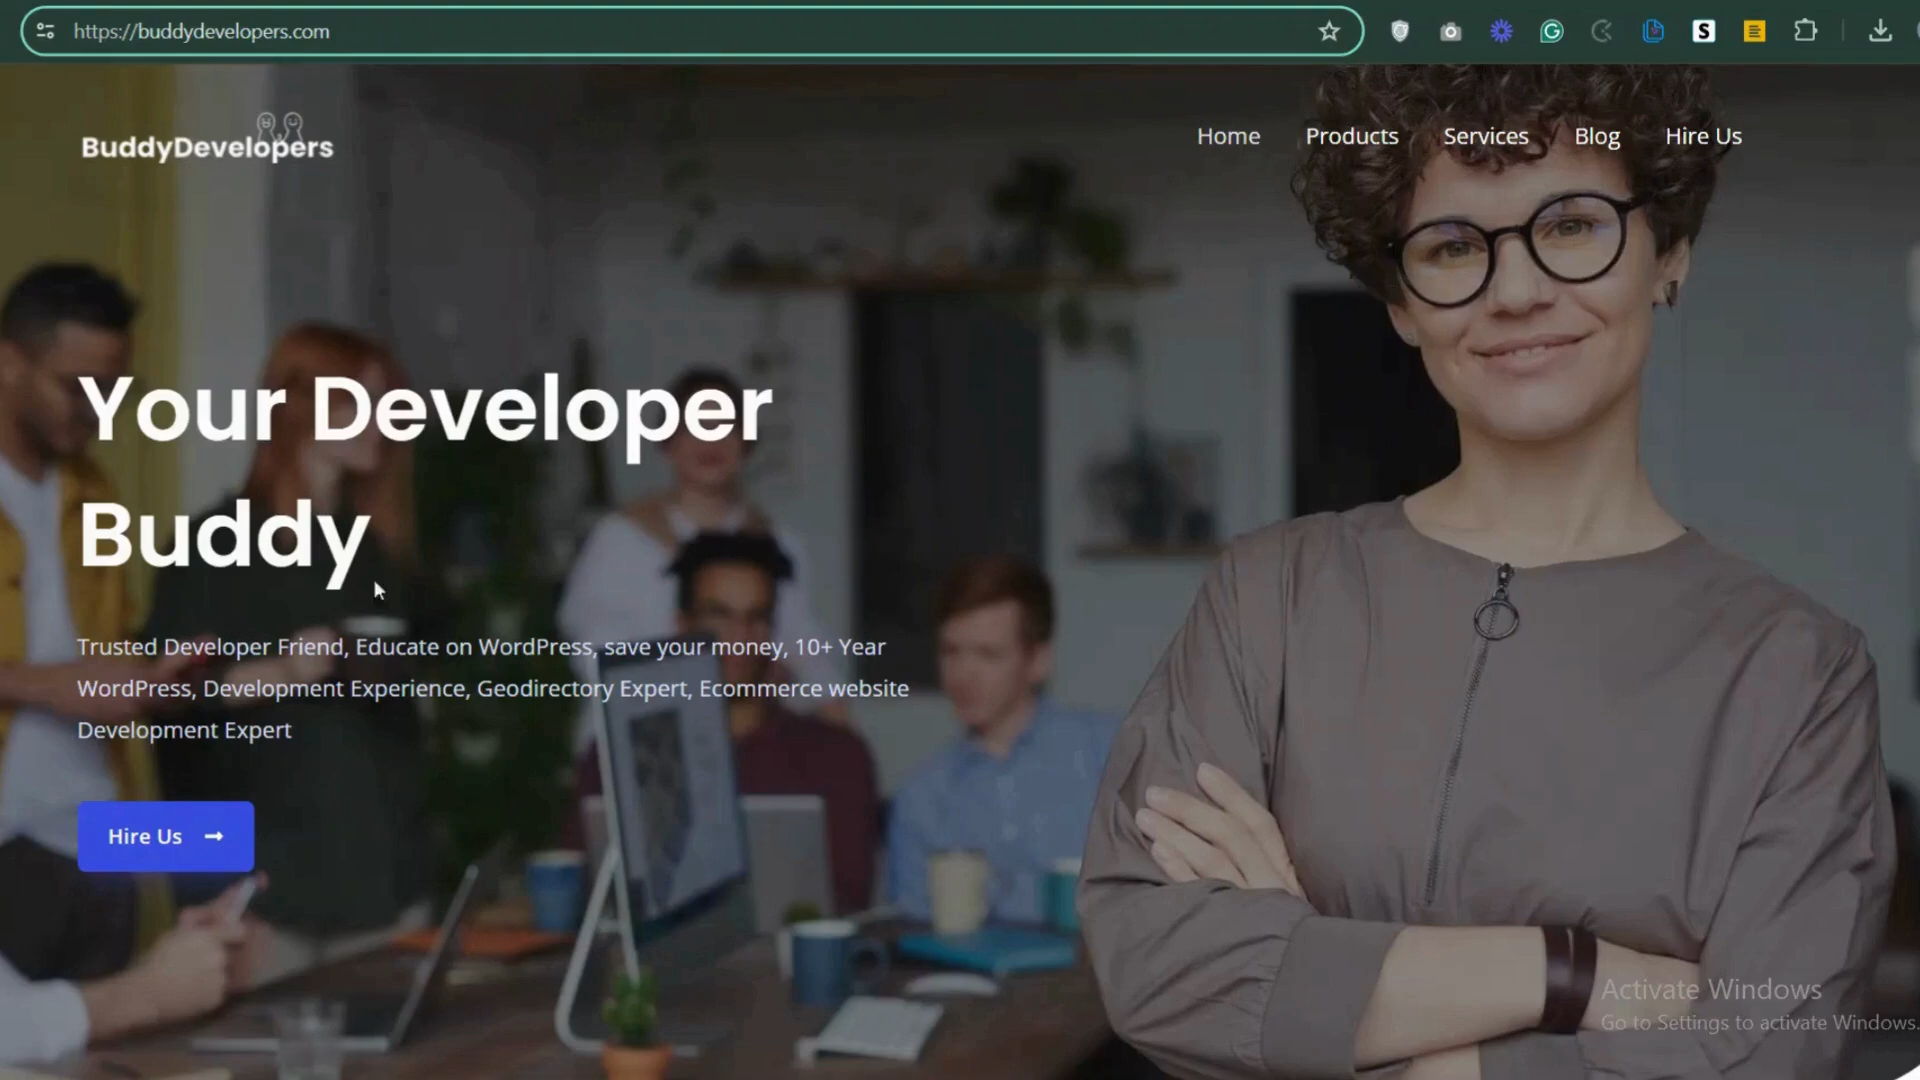 https://buddydevelopers.com
BuddyDevelopers
Home Products Services Blog Hire Us
Your Developer
Buddy
Trusted Developer Friend, Educate on WordPress, save your money, 10+ Year
WordPress, Development Experience, Geodirectory Expert, Ecommerce website
Development Expert
Hire Us
Activate Windows
Go to Settings to activate Windows.